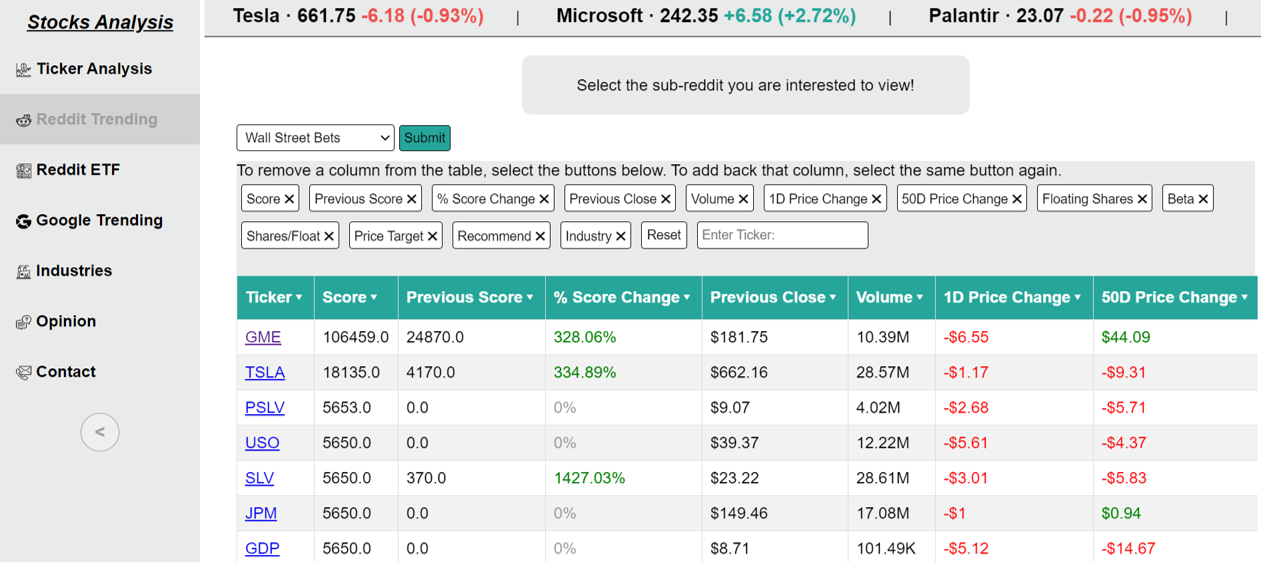 Stocks Analysis
Tesla · 661.75 -6.18 (-0.93%) | Microsoft · 242.35 +6.58 (+2.72%) | Palantir · 23.07 -0.22 (-0.95%) |
Ticker Analysis
Reddit Trending
Reddit ETF
Google Trending
Industries
Opinion
Contact
<
Select the sub-reddit you are interested to view!
Wall Street Bets Submit
To remove a column from the table, select the buttons below. To add back that column, select the same button again.
Score ✕ Previous Score ✕ % Score Change ✕ Previous Close ✕ Volume ✕ 1D Price Change ✕ 50D Price Change ✕ Floating Shares ✕ Beta ✕
Shares/Float ✕ Price Target ✕ Recommend ✕ Industry ✕ Reset Enter Ticker:
Ticker ▾ Score ▾ Previous Score ▾ % Score Change ▾ Previous Close ▾ Volume ▾ 1D Price Change ▾ 50D Price Change ▾
GME 106459.0 24870.0 328.06% $181.75 10.39M -$6.55 $44.09
TSLA 18135.0 4170.0 334.89% $662.16 28.57M -$1.17 -$9.31
PSLV 5653.0 0.0 0% $9.07 4.02M -$2.68 -$5.71
USO 5650.0 0.0 0% $39.37 12.22M -$5.61 -$4.37
SLV 5650.0 370.0 1427.03% $23.22 28.61M -$3.01 -$5.83
JPM 5650.0 0.0 0% $149.46 17.08M -$1 $0.94
GDP 5650.0 0.0 0% $8.71 101.49K -$5.12 -$14.67